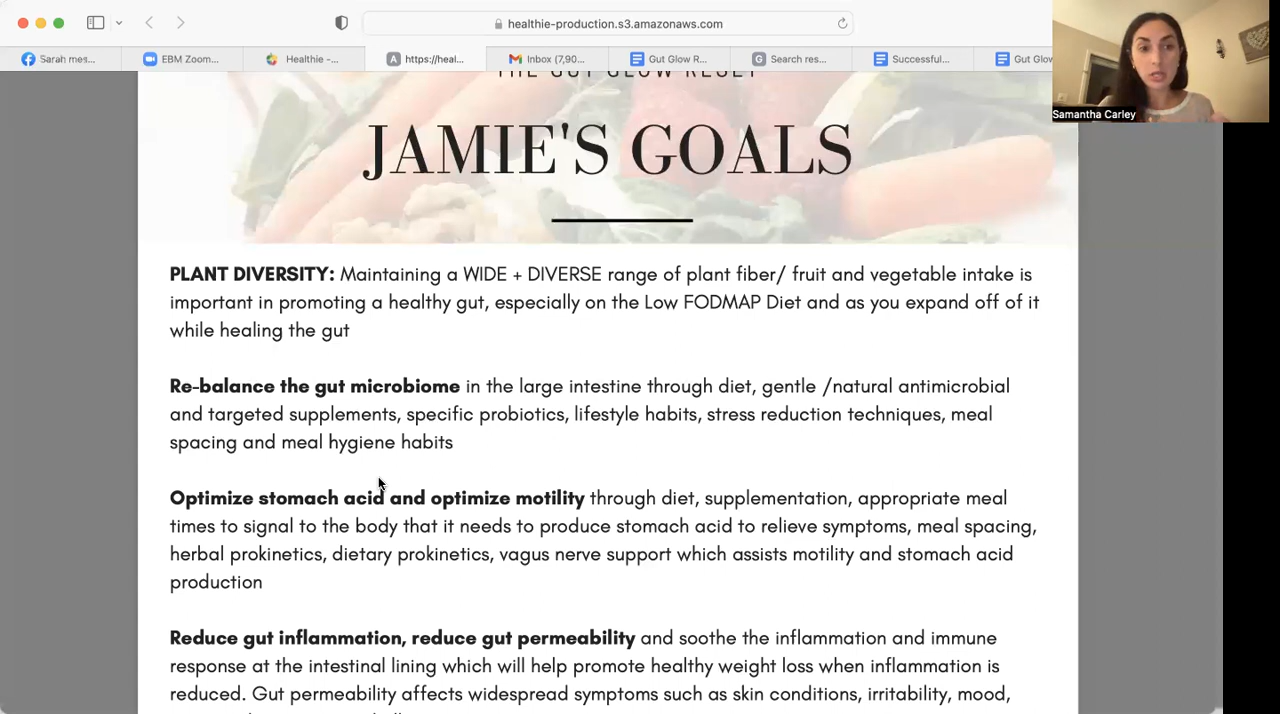 healthie-production.s3.amazonaws.com
Sarah mes...
EBM Zoom...
Healthie -...
https://heal...
Inbox (7,90...
Gut Glow R...
Search res...
Successful...
Gut Glow
Samantha Carley
THE GUT GLOW RESET
JAMIE'S GOALS
PLANT DIVERSITY: Maintaining a WIDE + DIVERSE range of plant fiber/ fruit and vegetable intake is
important in promoting a healthy gut, especially on the Low FODMAP Diet and as you expand off of it
while healing the gut
Re-balance the gut microbiome in the large intestine through diet, gentle /natural antimicrobial
and targeted supplements, specific probiotics, lifestyle habits, stress reduction techniques, meal
spacing and meal hygiene habits
Optimize stomach acid and optimize motility through diet, supplementation, appropriate meal
times to signal to the body that it needs to produce stomach acid to relieve symptoms, meal spacing,
herbal prokinetics, dietary prokinetics, vagus nerve support which assists motility and stomach acid
production
Reduce gut inflammation, reduce gut permeability and soothe the inflammation and immune
response at the intestinal lining which will help promote healthy weight loss when inflammation is
reduced. Gut permeability affects widespread symptoms such as skin conditions, irritability, mood,